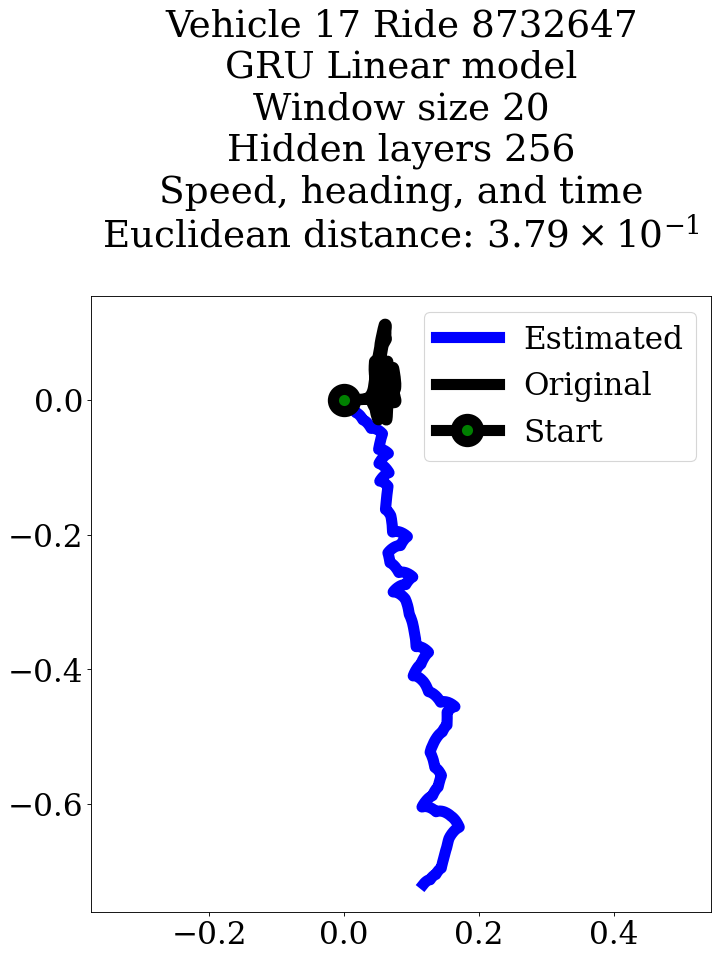 Vehicle 17 Ride 8732647
GRU Linear model
Window size 20
Hidden layers 256
Speed, heading, and time
Euclidean distance: 3.79 × 10⁻¹
Estimated
Original
Start
0.0
−0.2
−0.4
−0.6
−0.2 0.0 0.2 0.4